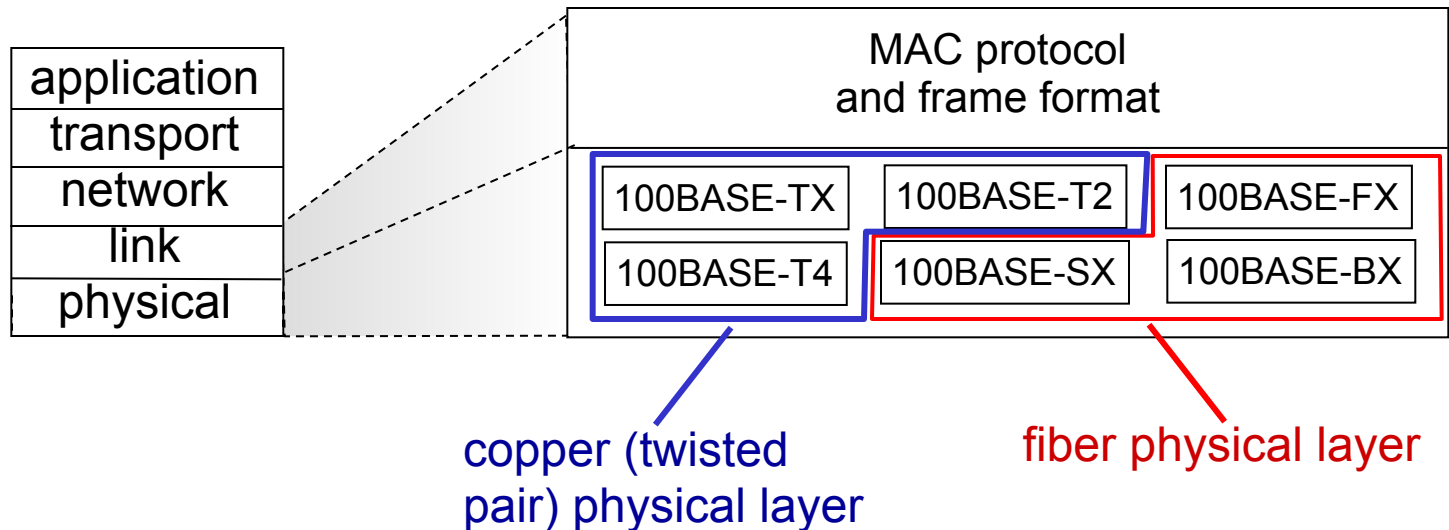 application
transport
network
link
physical
MAC protocol
and frame format
100BASE-TX
100BASE-T2
100BASE-FX
100BASE-T4
100BASE-SX
100BASE-BX
copper (twisted
pair) physical layer
fiber physical layer